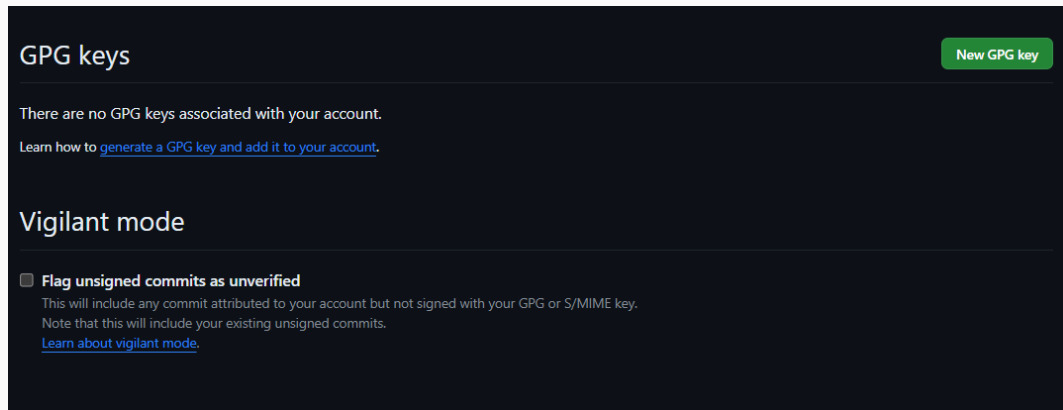 GPG keys
New GPG key
There are no GPG keys associated with your account.
Learn how to generate a GPG key and add it to your account.
Vigilant mode
Flag unsigned commits as unverified
This will include any commit attributed to your account but not signed with your GPG or S/MIME key.
Note that this will include your existing unsigned commits.
Learn about vigilant mode.